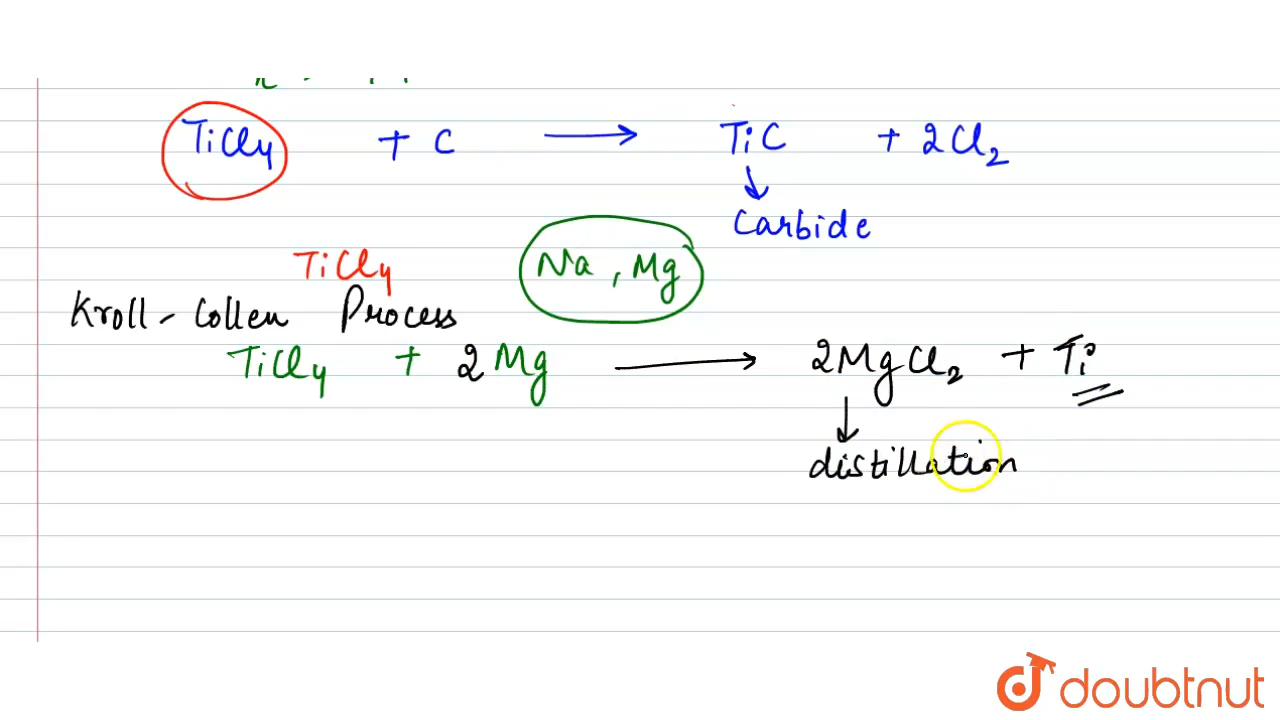 TiCl4 + C → TiC + 2Cl2
↓
Carbide
TiCl4 Na, Mg
Kroll - Collen Process
TiCl4 + 2Mg → 2MgCl2 + Ti
↓
distillation
doubtnut